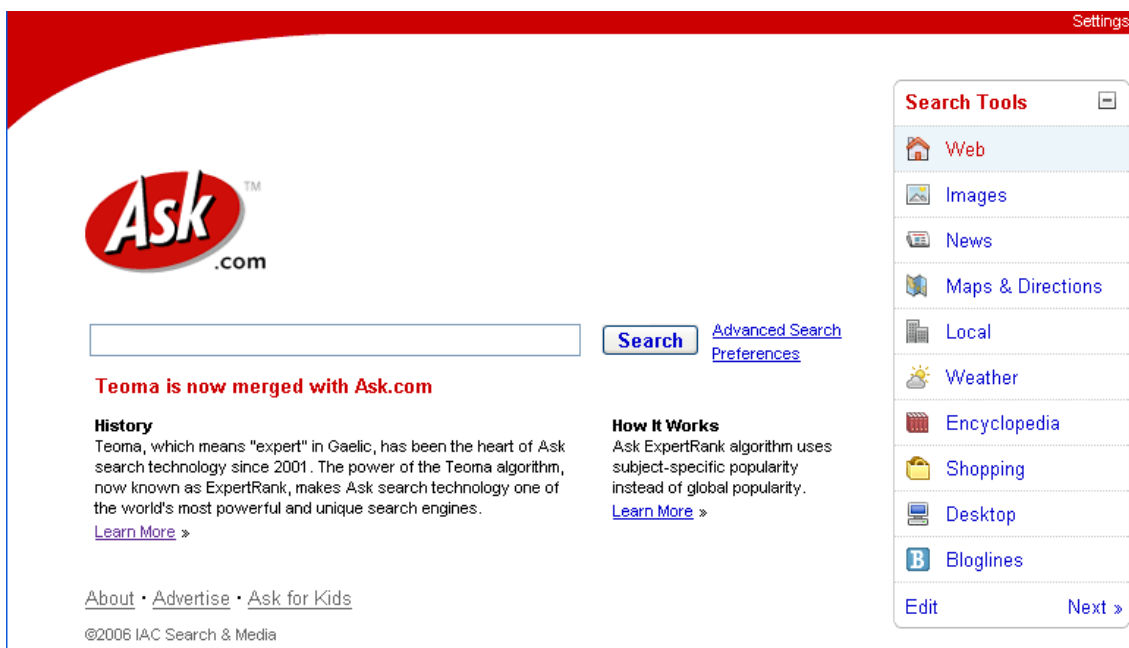 Settings
Ask TM
.com
Search
Advanced Search
Preferences
Teoma is now merged with Ask.com
History
Teoma, which means "expert" in Gaelic, has been the heart of Ask
search technology since 2001. The power of the Teoma algorithm,
now known as ExpertRank, makes Ask search technology one of
the world's most powerful and unique search engines.
Learn More »
How It Works
Ask ExpertRank algorithm uses
subject-specific popularity
instead of global popularity.
Learn More »
About · Advertise · Ask for Kids
©2006 IAC Search & Media
Search Tools
Web
Images
News
Maps & Directions
Local
Weather
Encyclopedia
Shopping
Desktop
B Bloglines
Edit Next »